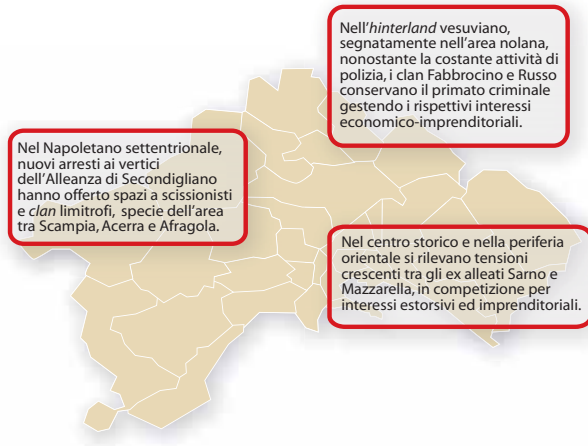 Nell'hinterland vesuviano,
segnatamente nell'area nolana,
nonostante la costante attività di
polizia, i clan Fabbrocino e Russo
conservano il primato criminale
gestendo i rispettivi interessi
economico-imprenditoriali.
Nel Napoletano settentrionale,
nuovi arresti ai vertici
dell'Alleanza di Secondigliano
hanno offerto spazi a scissionisti
e clan limitrofi, specie dell'area
tra Scampia, Acerra e Afragola.
Nel centro storico e nella periferia
orientale si rilevano tensioni
crescenti tra gli ex alleati Sarno e
Mazzarella, in competizione per
interessi estorsivi ed imprenditoriali.